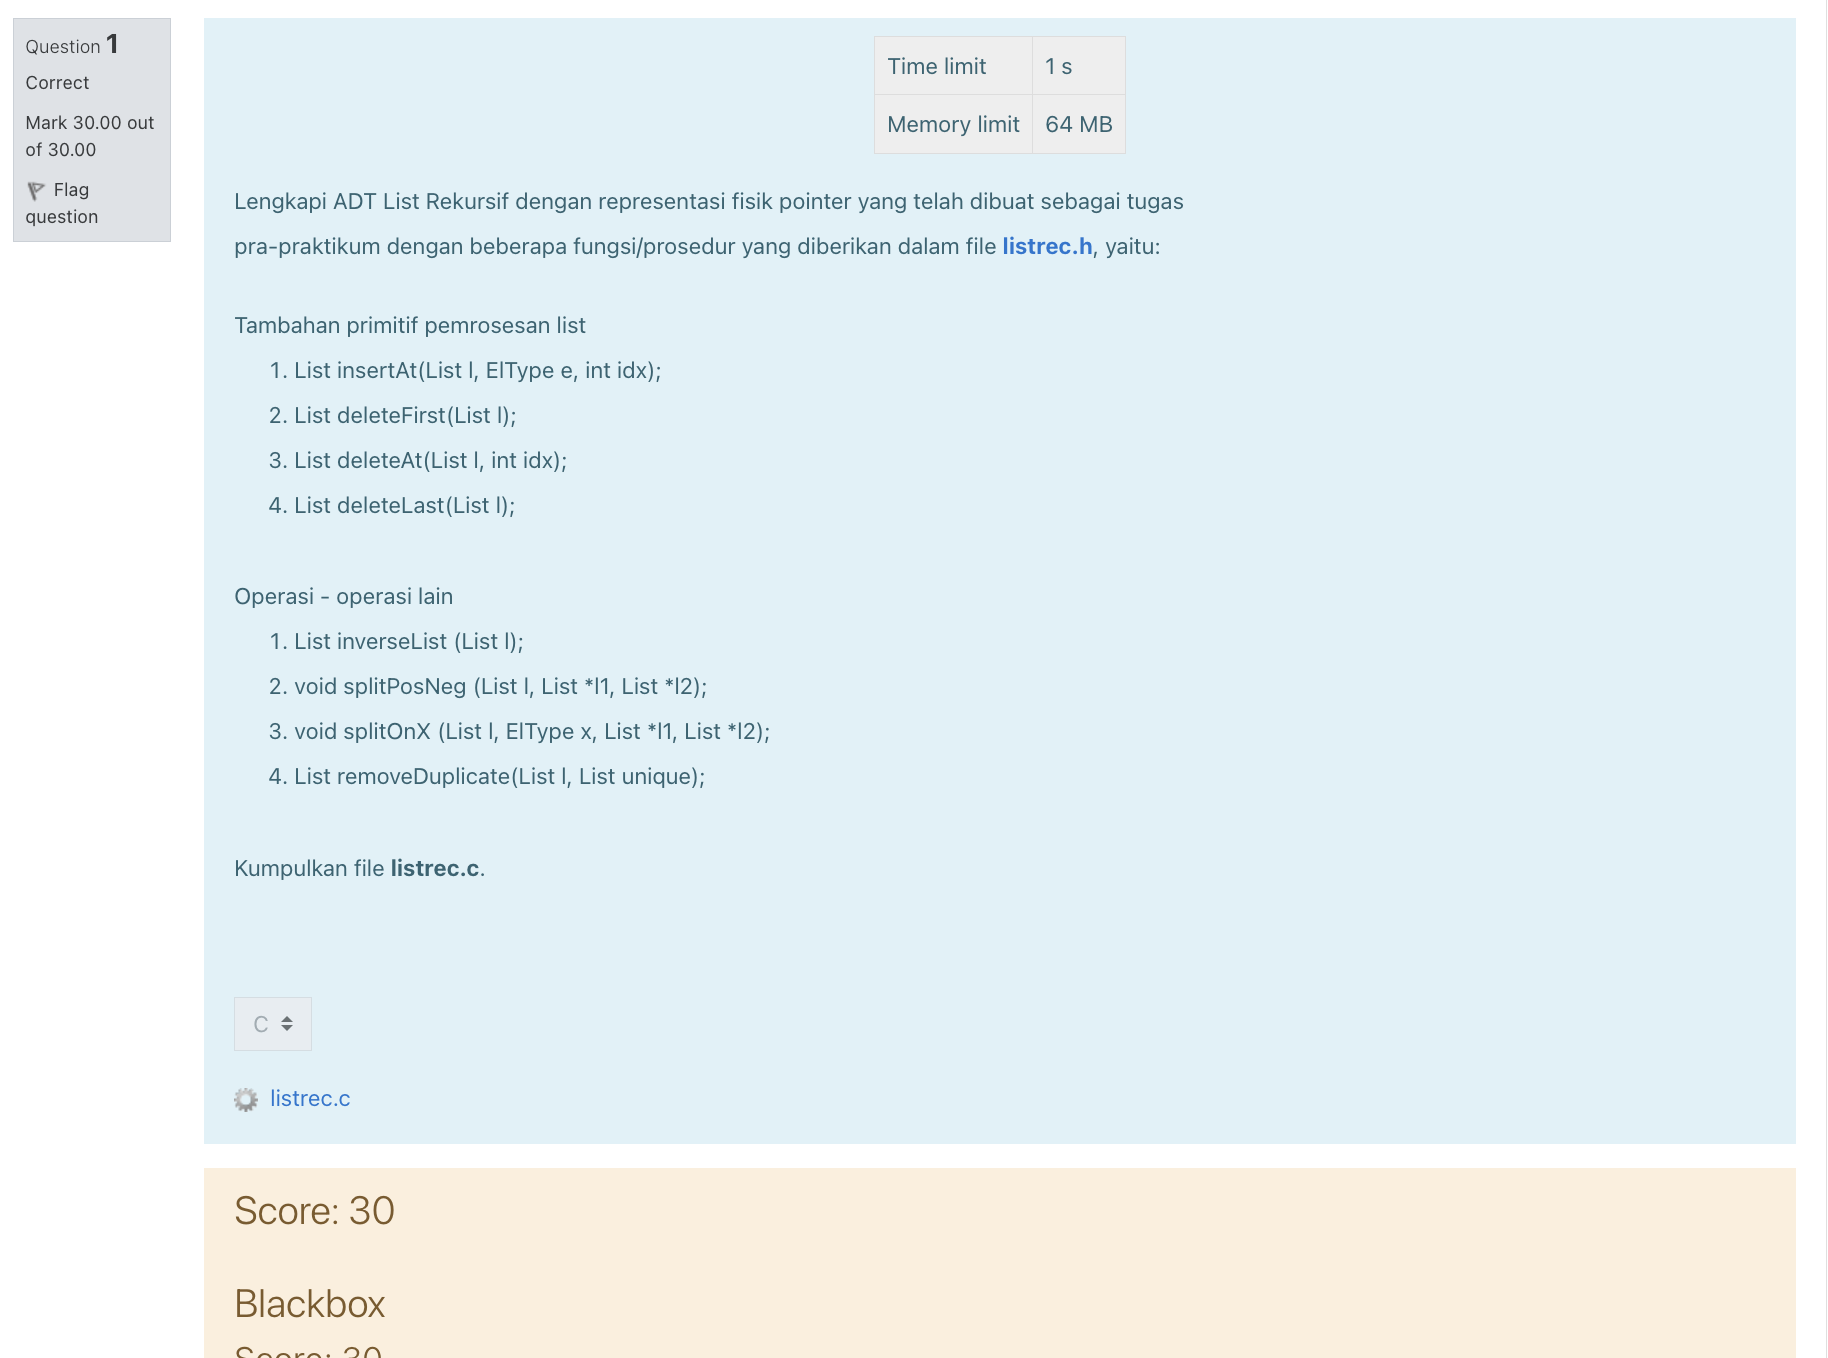 Question 1
Correct
Mark 30.00 out
of 30.00
Flag
question
Time limit 1 s
Memory limit 64 MB
Lengkapi ADT List Rekursif dengan representasi fisik pointer yang telah dibuat sebagai tugas
pra-praktikum dengan beberapa fungsi/prosedur yang diberikan dalam file listrec.h, yaitu:
Tambahan primitif pemrosesan list
1. List insertAt(List l, ElType e, int idx);
2. List deleteFirst(List l);
3. List deleteAt(List l, int idx);
4. List deleteLast(List l);
Operasi - operasi lain
1. List inverseList (List l);
2. void splitPosNeg (List l, List *l1, List *l2);
3. void splitOnX (List l, ElType x, List *l1, List *l2);
4. List removeDuplicate(List l, List unique);
Kumpulkan file listrec.c.
C
listrec.c
Score: 30
Blackbox
Score: 30